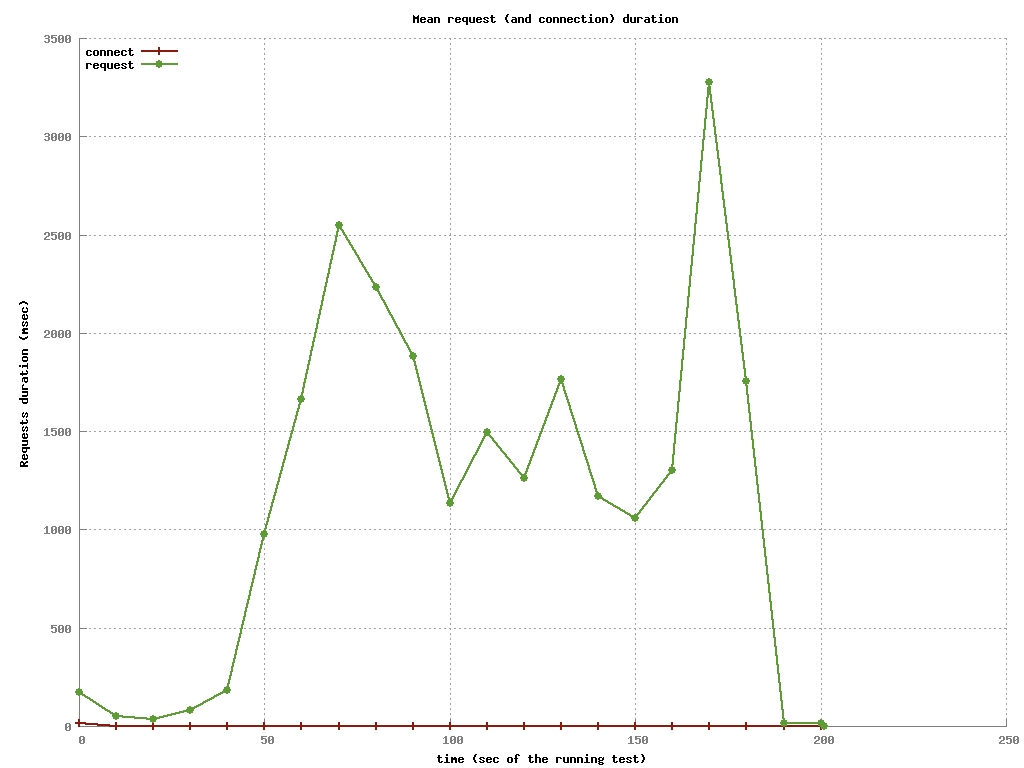 Mean request (and connection) duration
connect
request
3500
3000
2500
2000
1500
1000
500
0
Requests duration (msec)
0 50 100 150 200 250
time (sec of the running test)